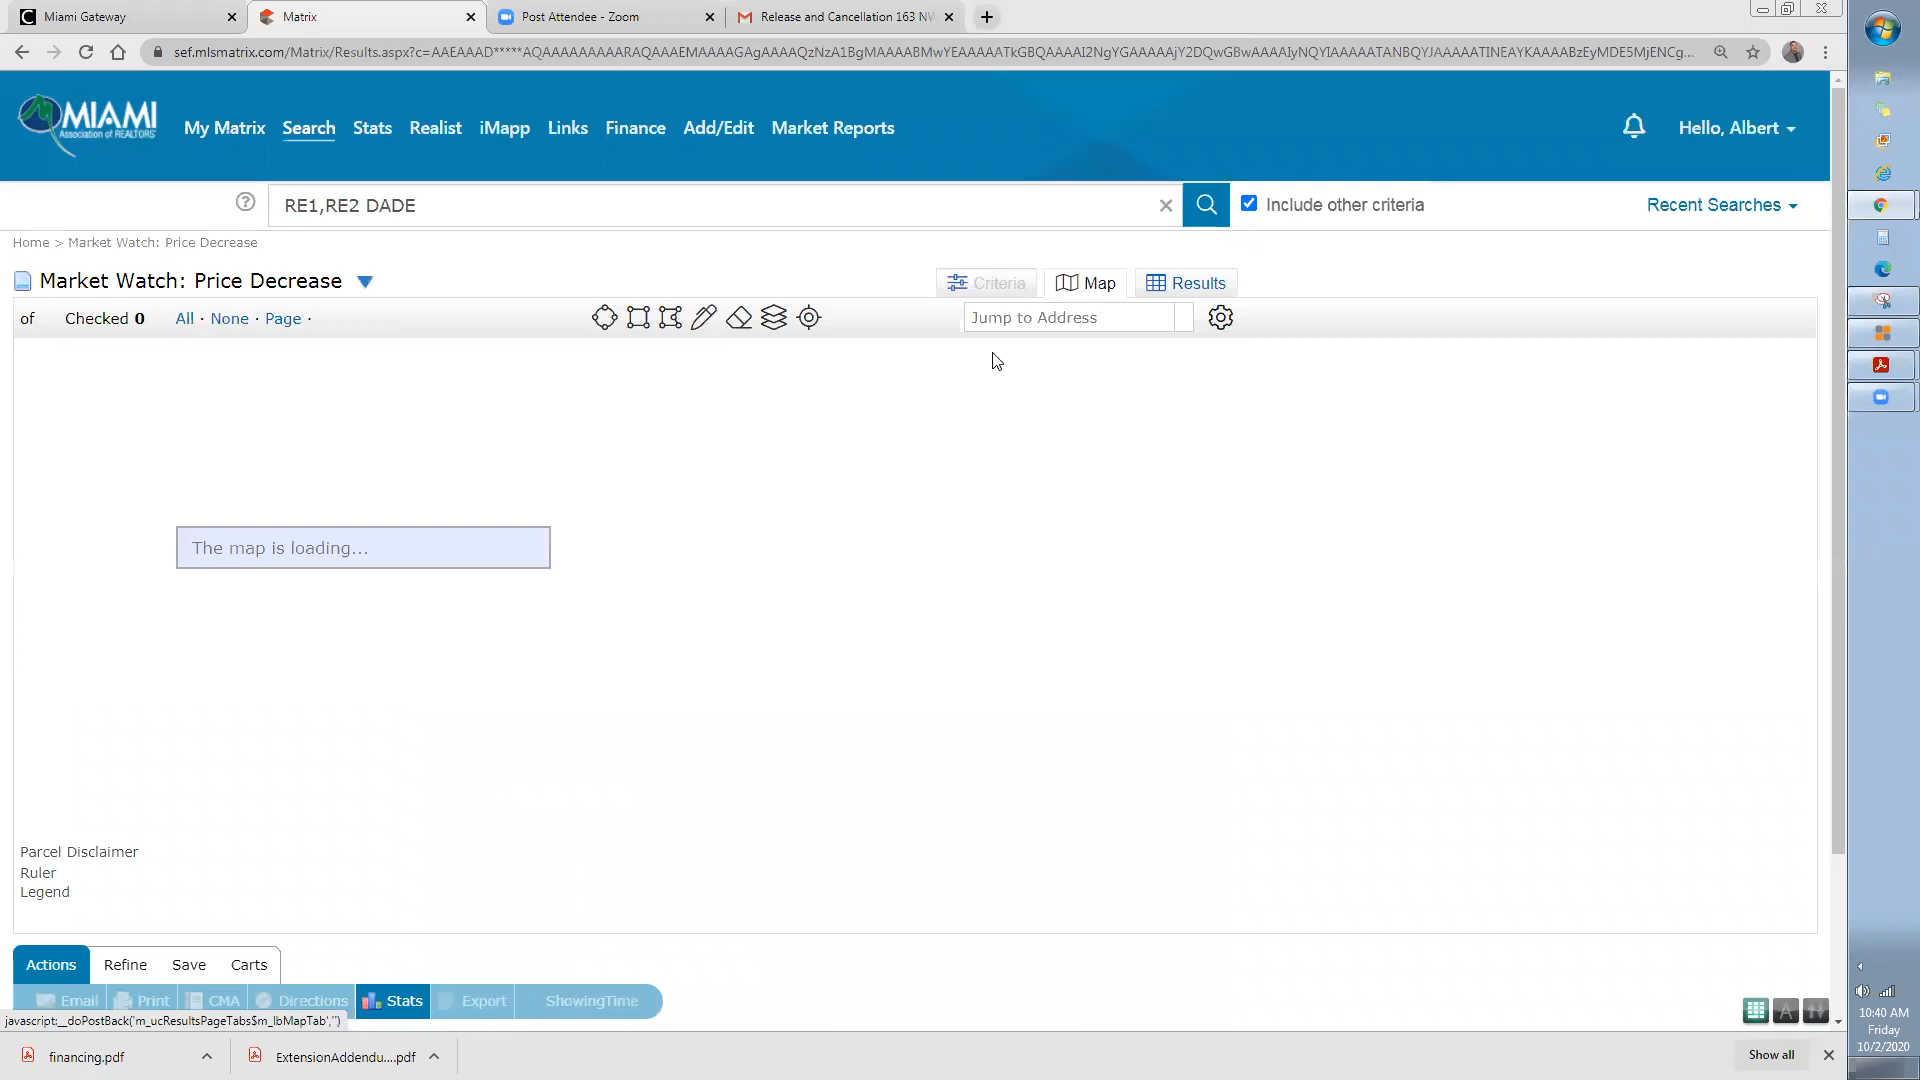 Miami Gateway
Matrix
Post Attendee - Zoom
Release and Cancellation 163 NW
sef.mlsmatrix.com/Matrix/Results.aspx?c=AAEAAAD*****AQAAAAAAAAARAQAAAEMAAAAGAgAAAAQzNzA1BgMAAAABMwYEAAAAATkGBQAAAAI2NgYGAAAAAjY2DQwGBwAAAAIyNQYIAAAAATANBQYJAAAAATINEAYKAAAABzEyMDE5MjENCg...
MIAMI
Association of REALTORS®
My Matrix
Search
Stats
Realist
iMapp
Links
Finance
Add/Edit
Market Reports
Hello, Albert
RE1,RE2 DADE
Include other criteria
Recent Searches
Home > Market Watch: Price Decrease
Market Watch: Price Decrease
Criteria
Map
Results
of Checked 0 All · None · Page ·
Jump to Address
The map is loading...
Parcel Disclaimer
Ruler
Legend
Actions
Refine
Save
Carts
Email
Print
CMA
Directions
Stats
Export
ShowingTime
javascript:__doPostBack('m_ucResultsPageTabs$m_lbMapTab','')
financing.pdf
ExtensionAddendu....pdf
Show all
10:40 AM
Friday
10/2/2020